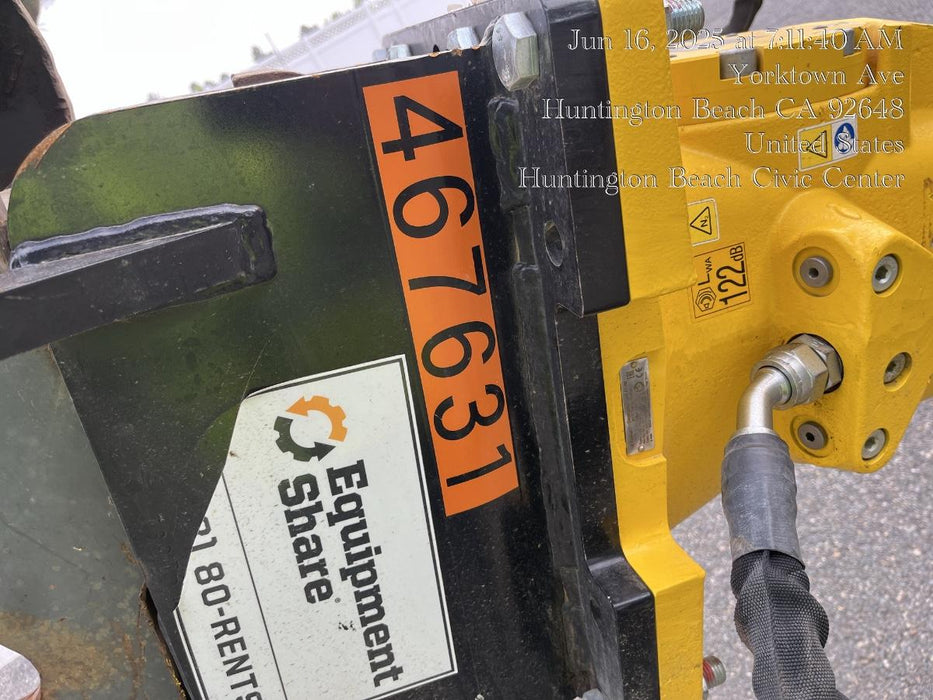 Jun 16, 2025 at 7:11:40 AM
Yorktown Ave
Huntington Beach CA 92648
United States
Huntington Beach Civic Center
467631
Equipment
Share
80-RENTS
N
LWA
122dB